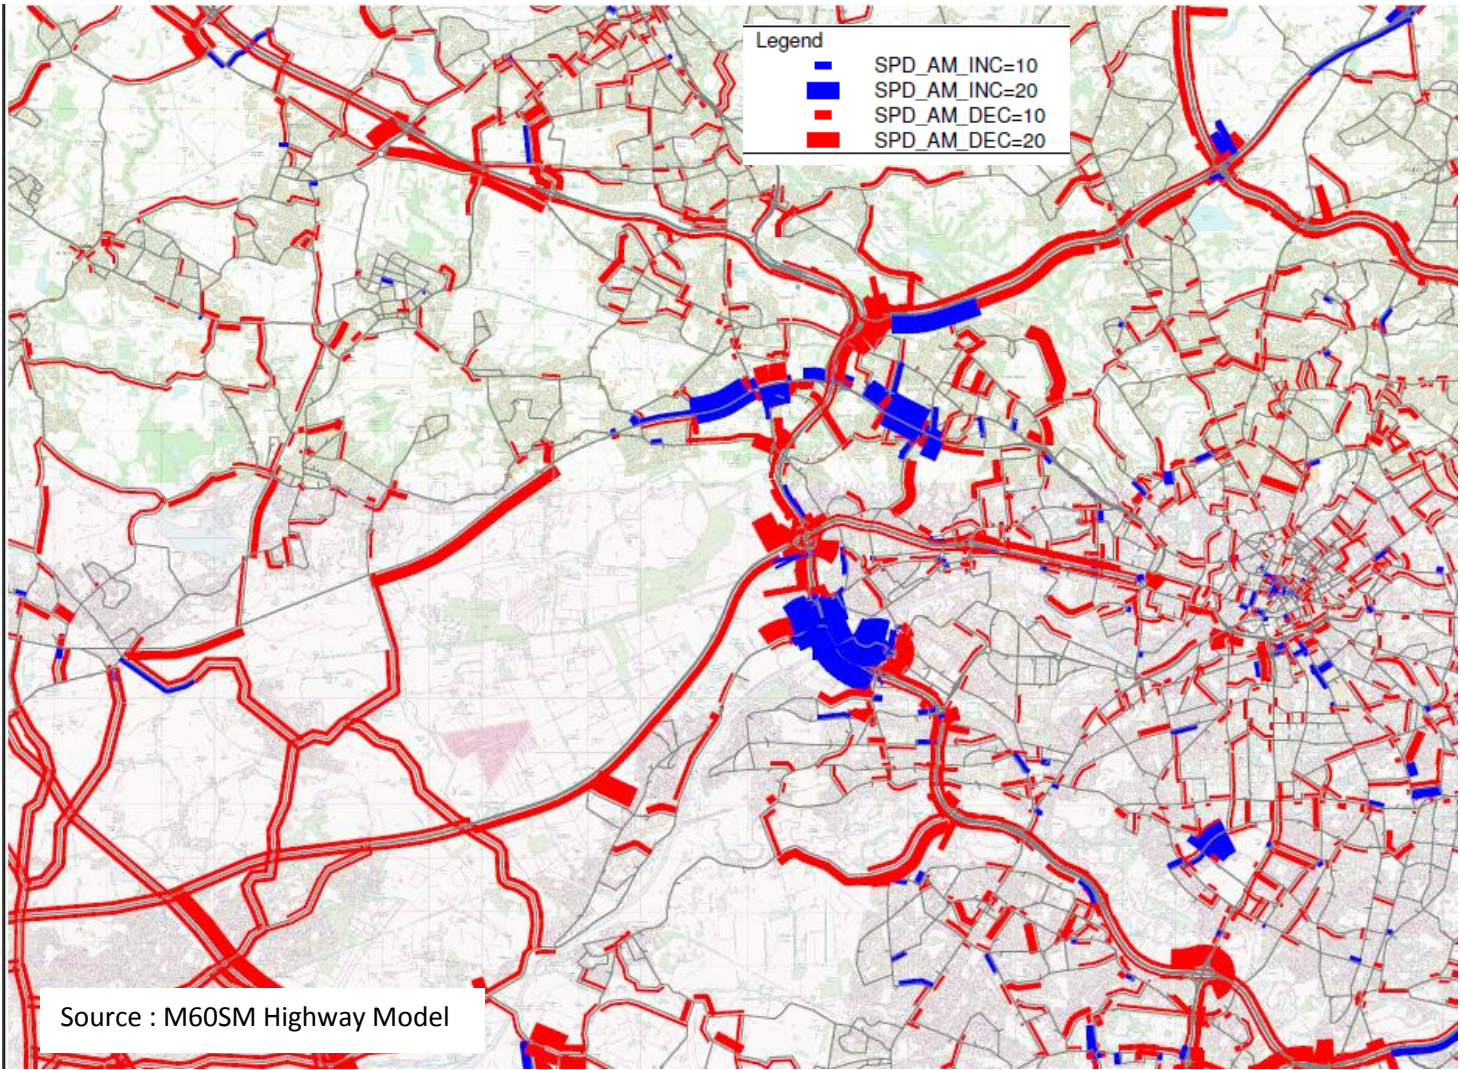 Legend
SPD_AM_INC=10
SPD_AM_INC=20
SPD_AM_DEC=10
SPD_AM_DEC=20
Source : M60SM Highway Model